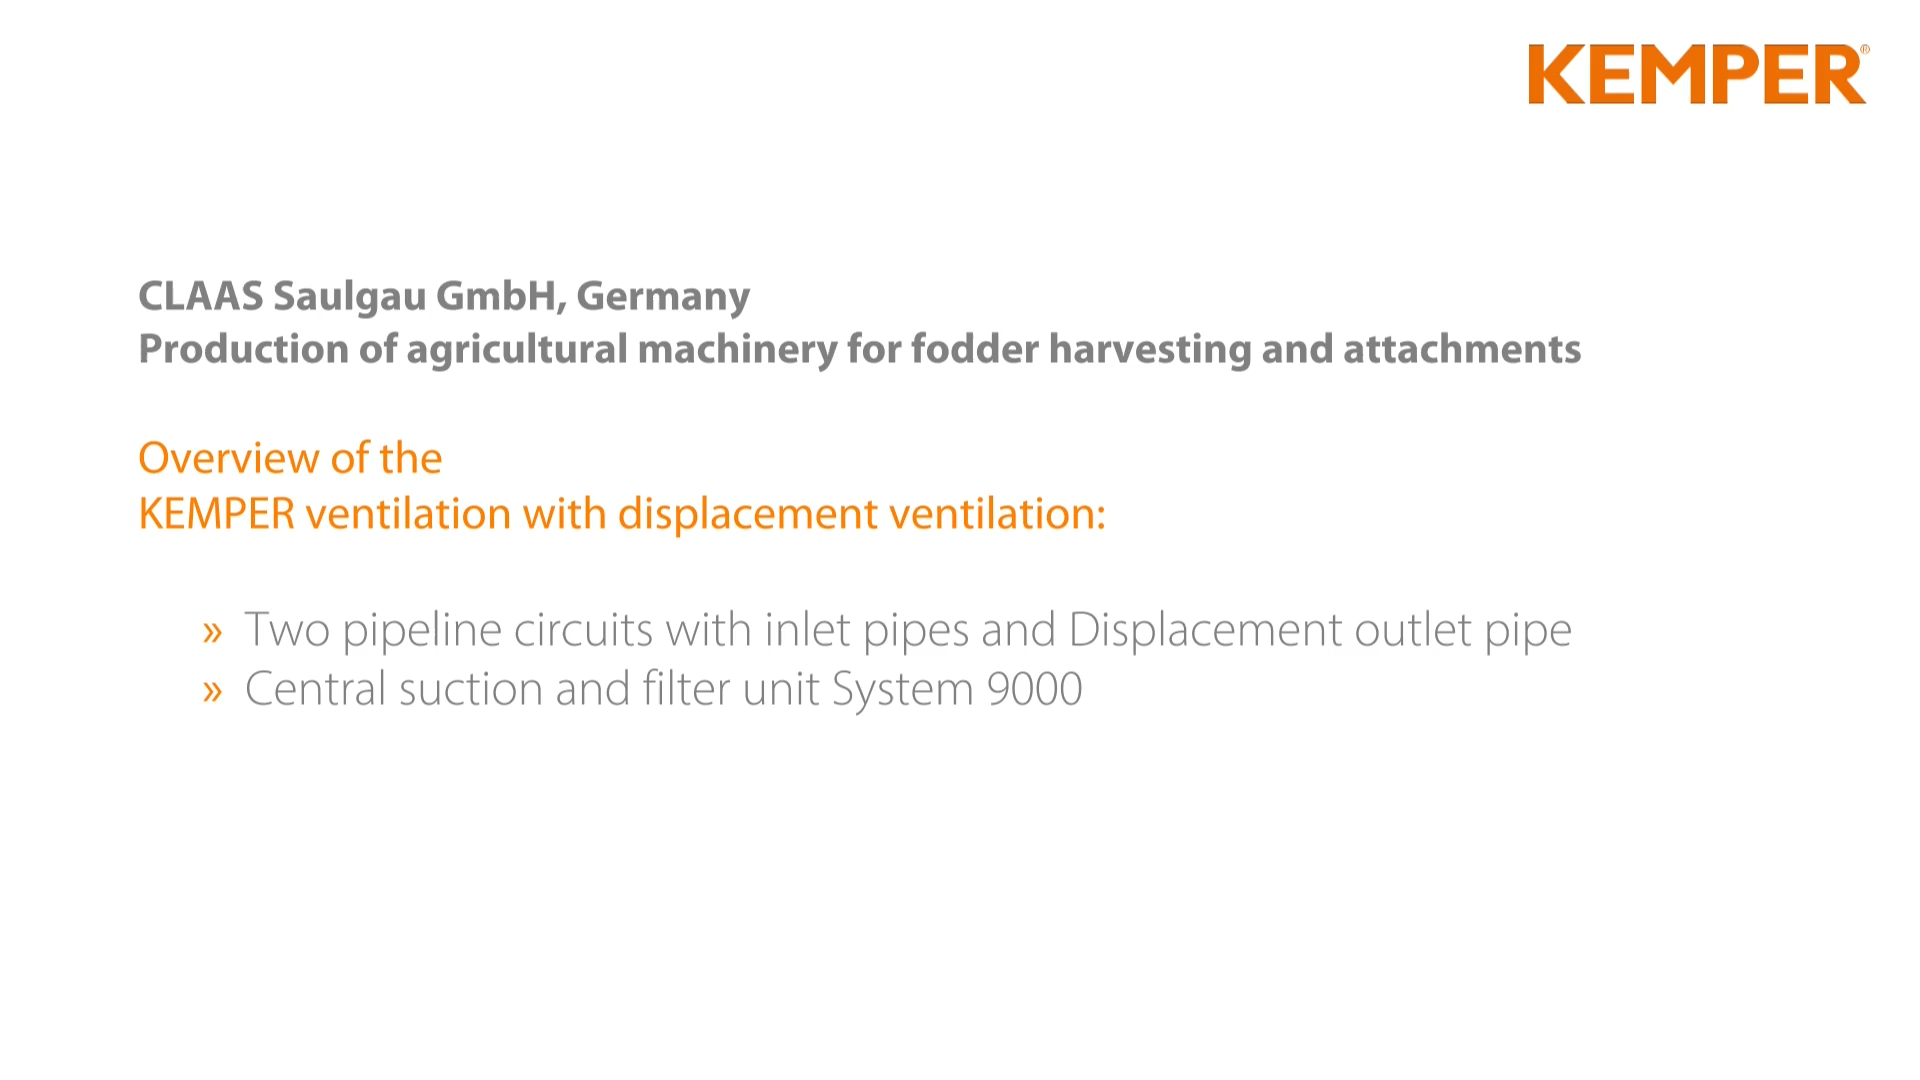 KEMPER®
CLAAS Saulgau GmbH, Germany
Production of agricultural machinery for fodder harvesting and attachments
Overview of the
KEMPER ventilation with displacement ventilation:
» Two pipeline circuits with inlet pipes and Displacement outlet pipe
» Central suction and filter unit System 9000